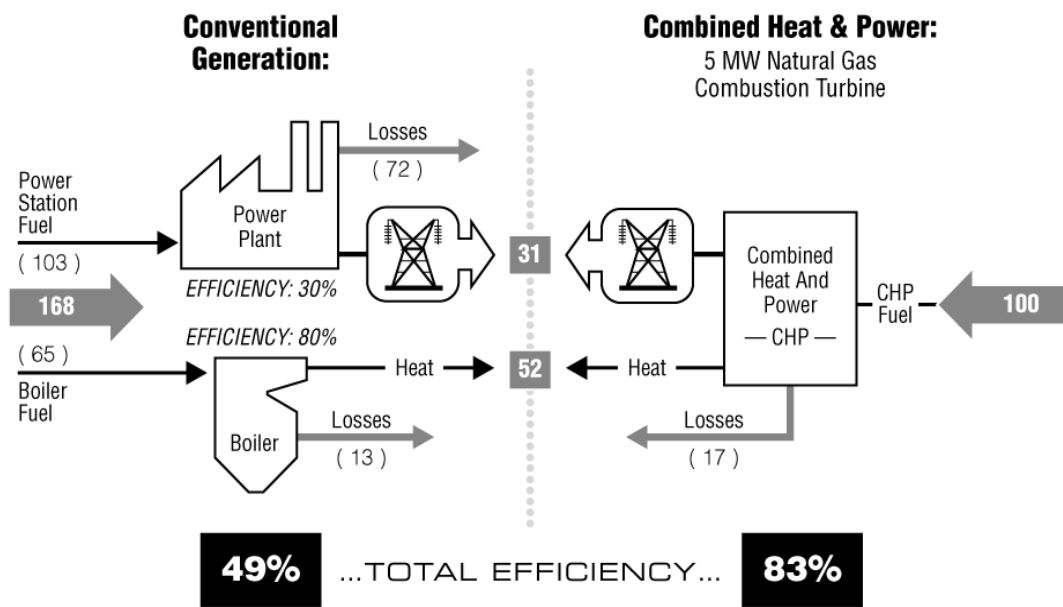 Conventional
Generation:
Combined Heat & Power:
5 MW Natural Gas
Combustion Turbine
Losses
( 72 )
Power
Station
Fuel
( 103 )
Power
Plant
EFFICIENCY: 30%
168
31
Combined
Heat And
Power
— CHP —
CHP
Fuel
100
EFFICIENCY: 80%
( 65 )
Boiler
Fuel
Heat
52
Heat
Boiler
Losses
( 13 )
Losses
( 17 )
49% ...TOTAL EFFICIENCY... 83%